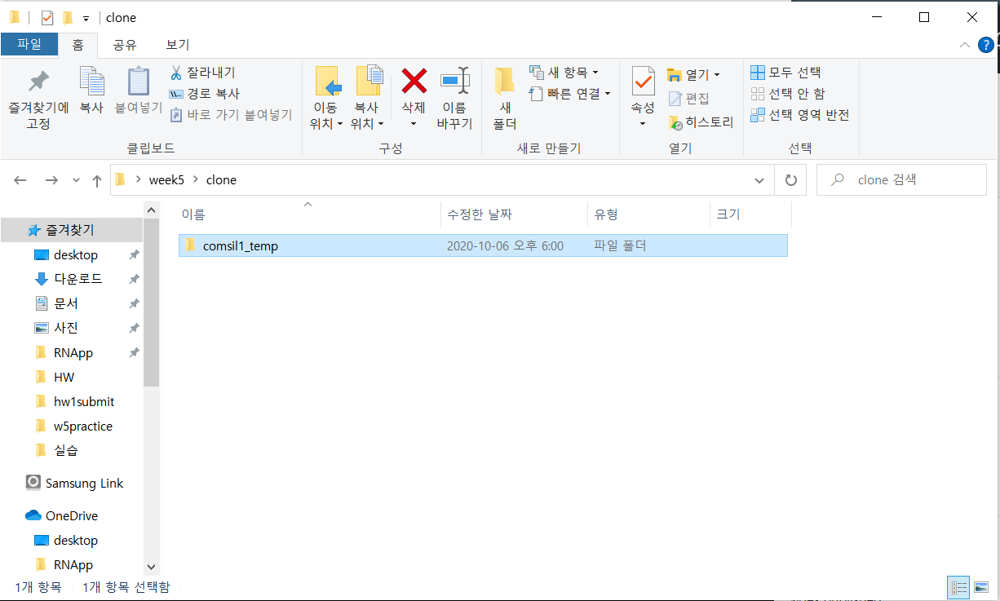 clone
파일 홈 공유 보기
즐겨찾기에 고정
복사
붙여넣기
잘라내기
경로 복사
바로 가기 붙여넣기
클립보드
이동 위치
복사 위치
삭제
이름 바꾸기
구성
새 폴더
새 항목
빠른 연결
새로 만들기
속성
열기
편집
히스토리
열기
모두 선택
선택 안 함
선택 영역 반전
선택
week5 clone
clone 검색
이름 수정한 날짜 유형 크기
comsil1_temp 2020-10-06 오후 6:00 파일 폴더
즐겨찾기
desktop
다운로드
문서
사진
RNApp
HW
hw1submit
w5practice
실습
Samsung Link
OneDrive
desktop
RNApp
1개 항목 1개 항목 선택함